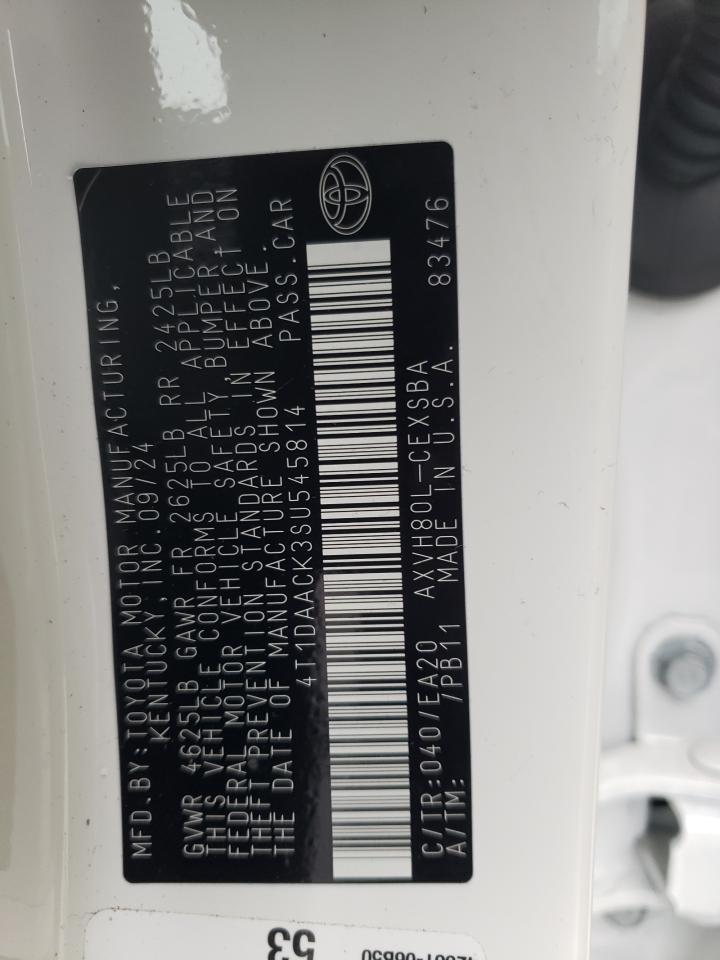 MFD.BY:TOYOTA MOTOR MANUFACTURING,
KENTUCKY,INC.09/24
GVWR 4625LB GAWR FR 2625LB RR 2425LB
THIS VEHICLE CONFORMS TO ALL APPLICABLE
FEDERAL MOTOR VEHICLE SAFETY, BUMPER,AND
THEFT PREVENTION STANDARDS IN EFFECT ON
THE DATE OF MANUFACTURE SHOWN ABOVE.
4T1DAACK3SU545814 PASS.CAR
C/TR:040/EA20 AXVH80L-CEXSBA 83476
A/TM: /PB11 MADE IN U.S.A.
53